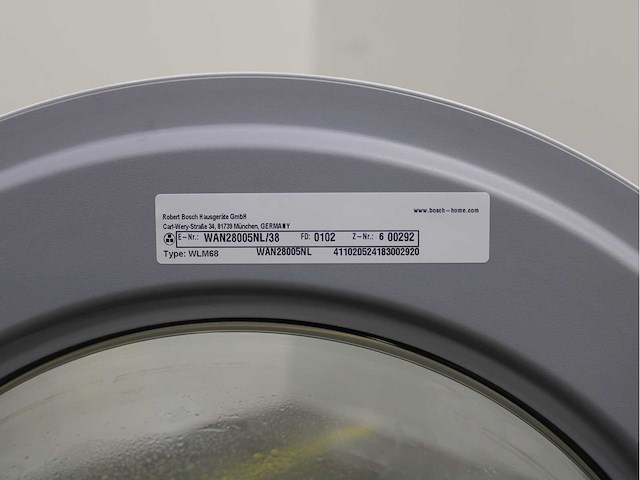 Robert Bosch Hausgeräte GmbH
www.bosch-home.com
Carl-Wery-Straße 34, 81739 München, GERMANY
E-Nr.: WAN28005NL/38 FD: 0102 Z-Nr.: 6 00292
Type: WLM68 WAN28005NL 411020524183002920